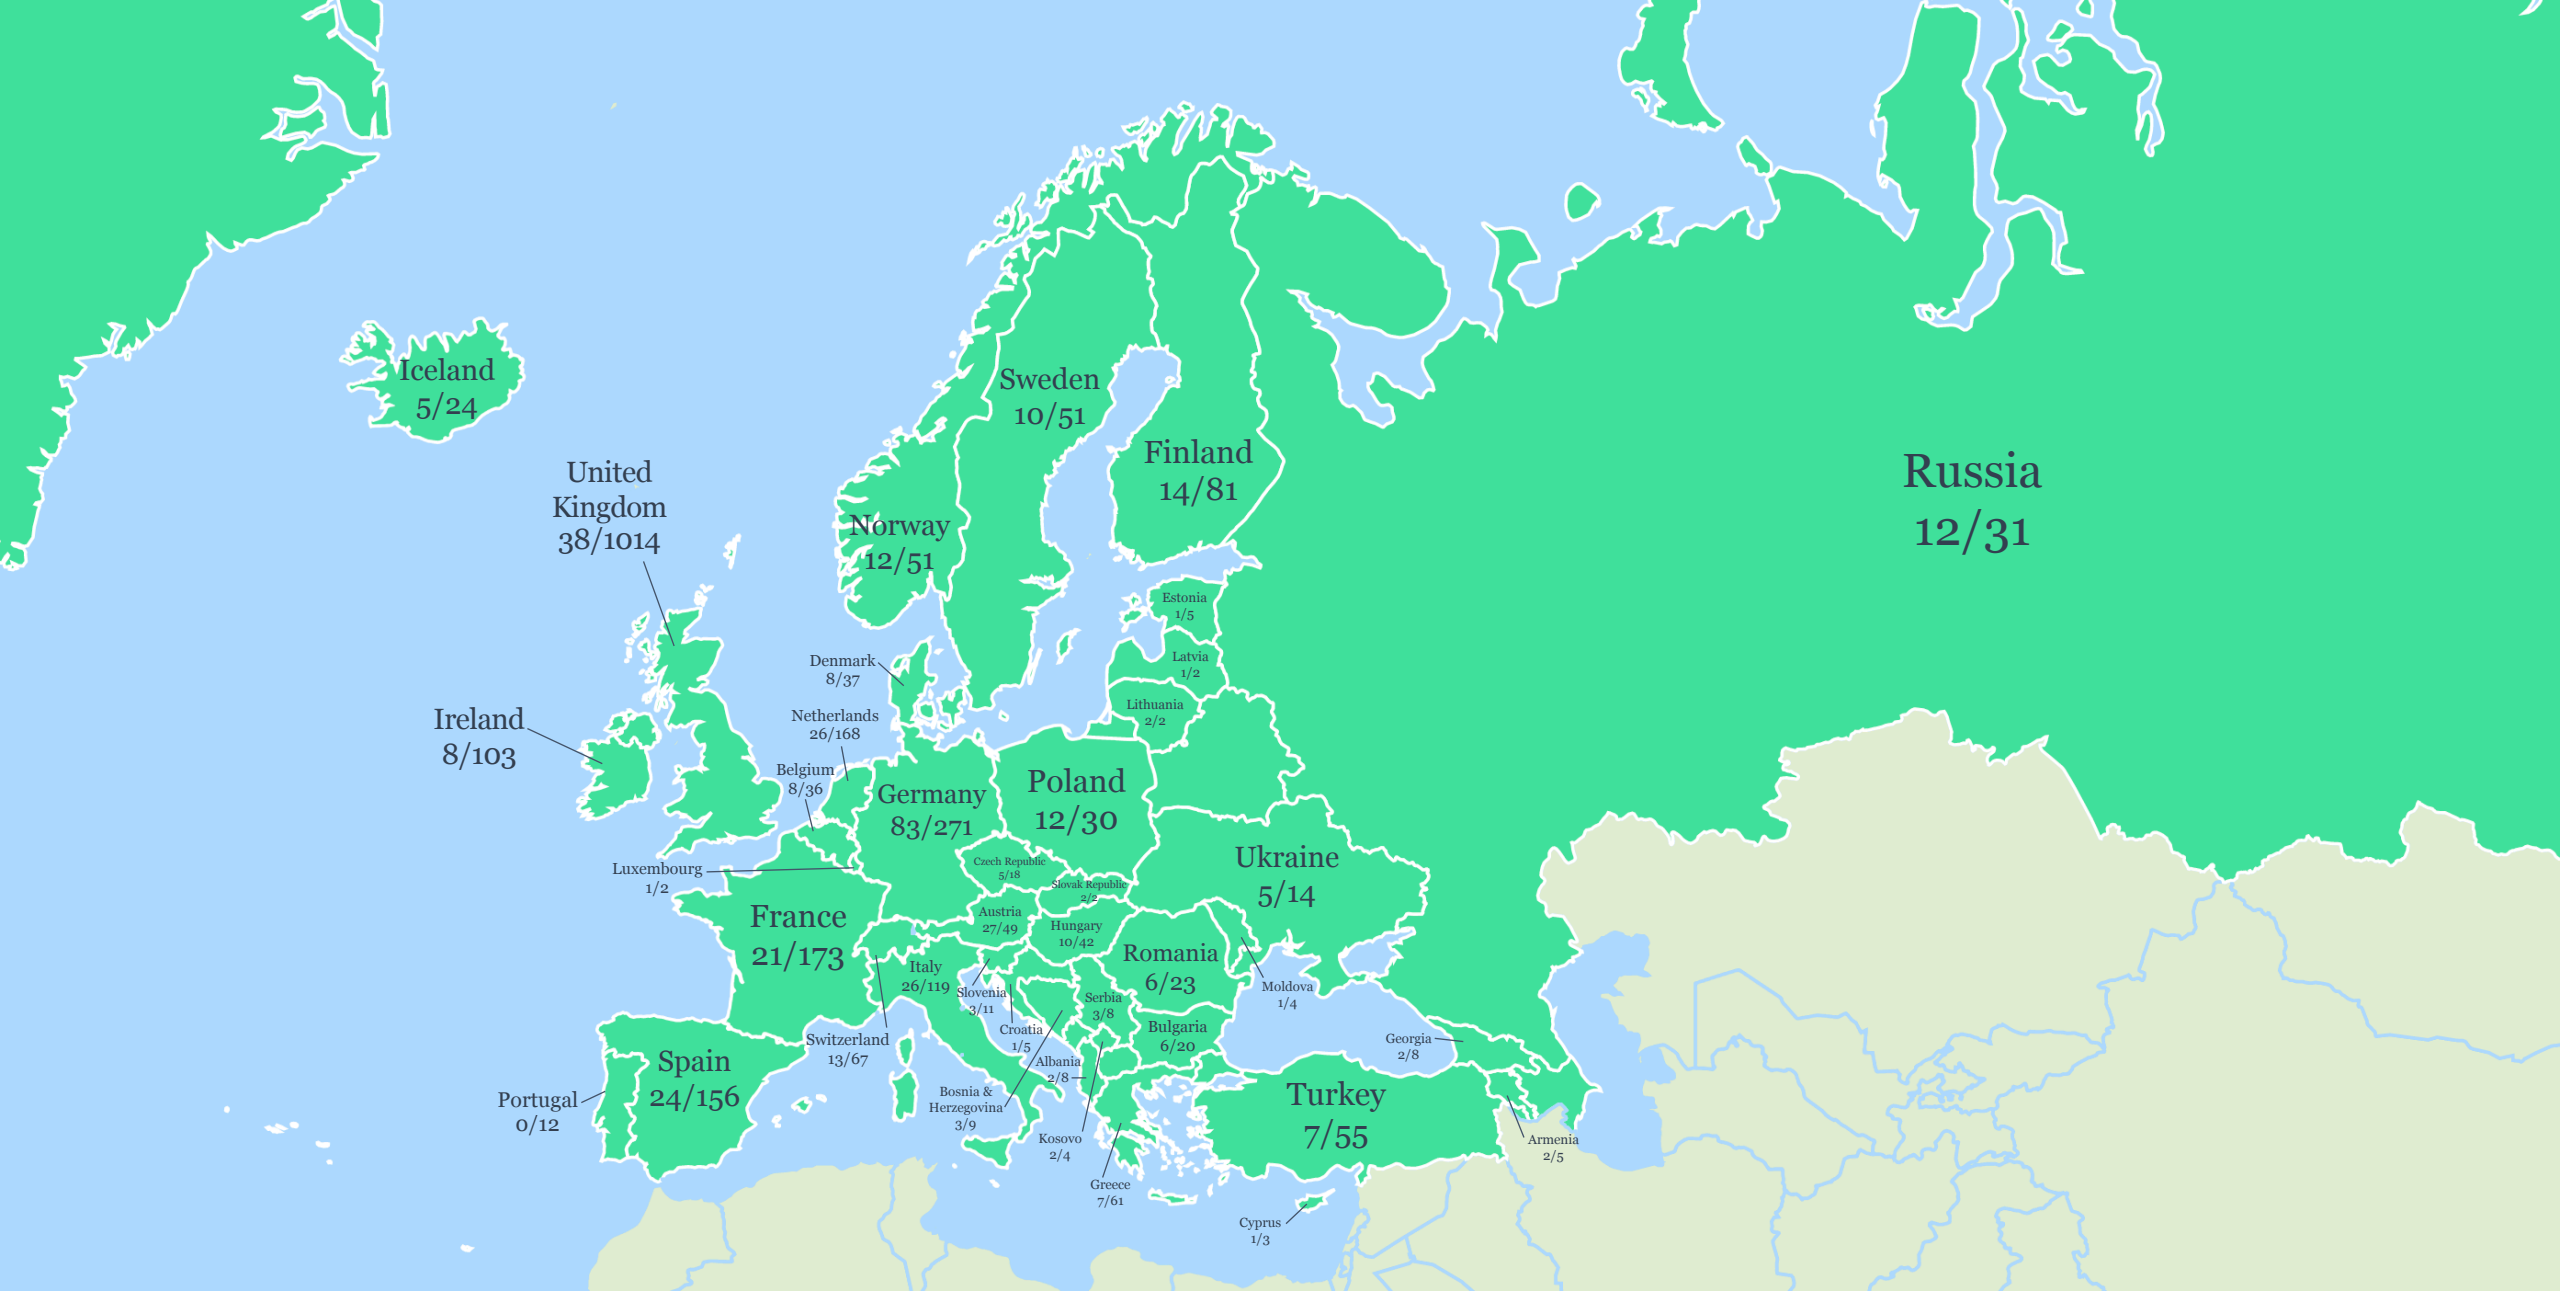 Iceland
5/24
United
Kingdom
38/1014
Ireland
8/103
Sweden
10/51
Finland
14/81
Norway
12/51
Russia
12/31
Estonia
1/5
Latvia
1/2
Lithuania
2/2
Denmark
8/37
Netherlands
26/168
Belgium
8/36
Germany
83/271
Poland
12/30
Luxembourg
1/2
Czech Republic
5/18
Slovak Republic
2/2
Ukraine
5/14
France
21/173
Austria
27/49
Hungary
10/42
Romania
6/23
Moldova
1/4
Italy
26/119
Slovenia
3/11
Croatia
1/5
Serbia
3/8
Bulgaria
6/20
Switzerland
13/67
Spain
24/156
Portugal
0/12
Bosnia &
Herzegovina
3/9
Albania
2/8
Kosovo
2/4
Greece
7/61
Turkey
7/55
Georgia
2/8
Armenia
2/5
Cyprus
1/3